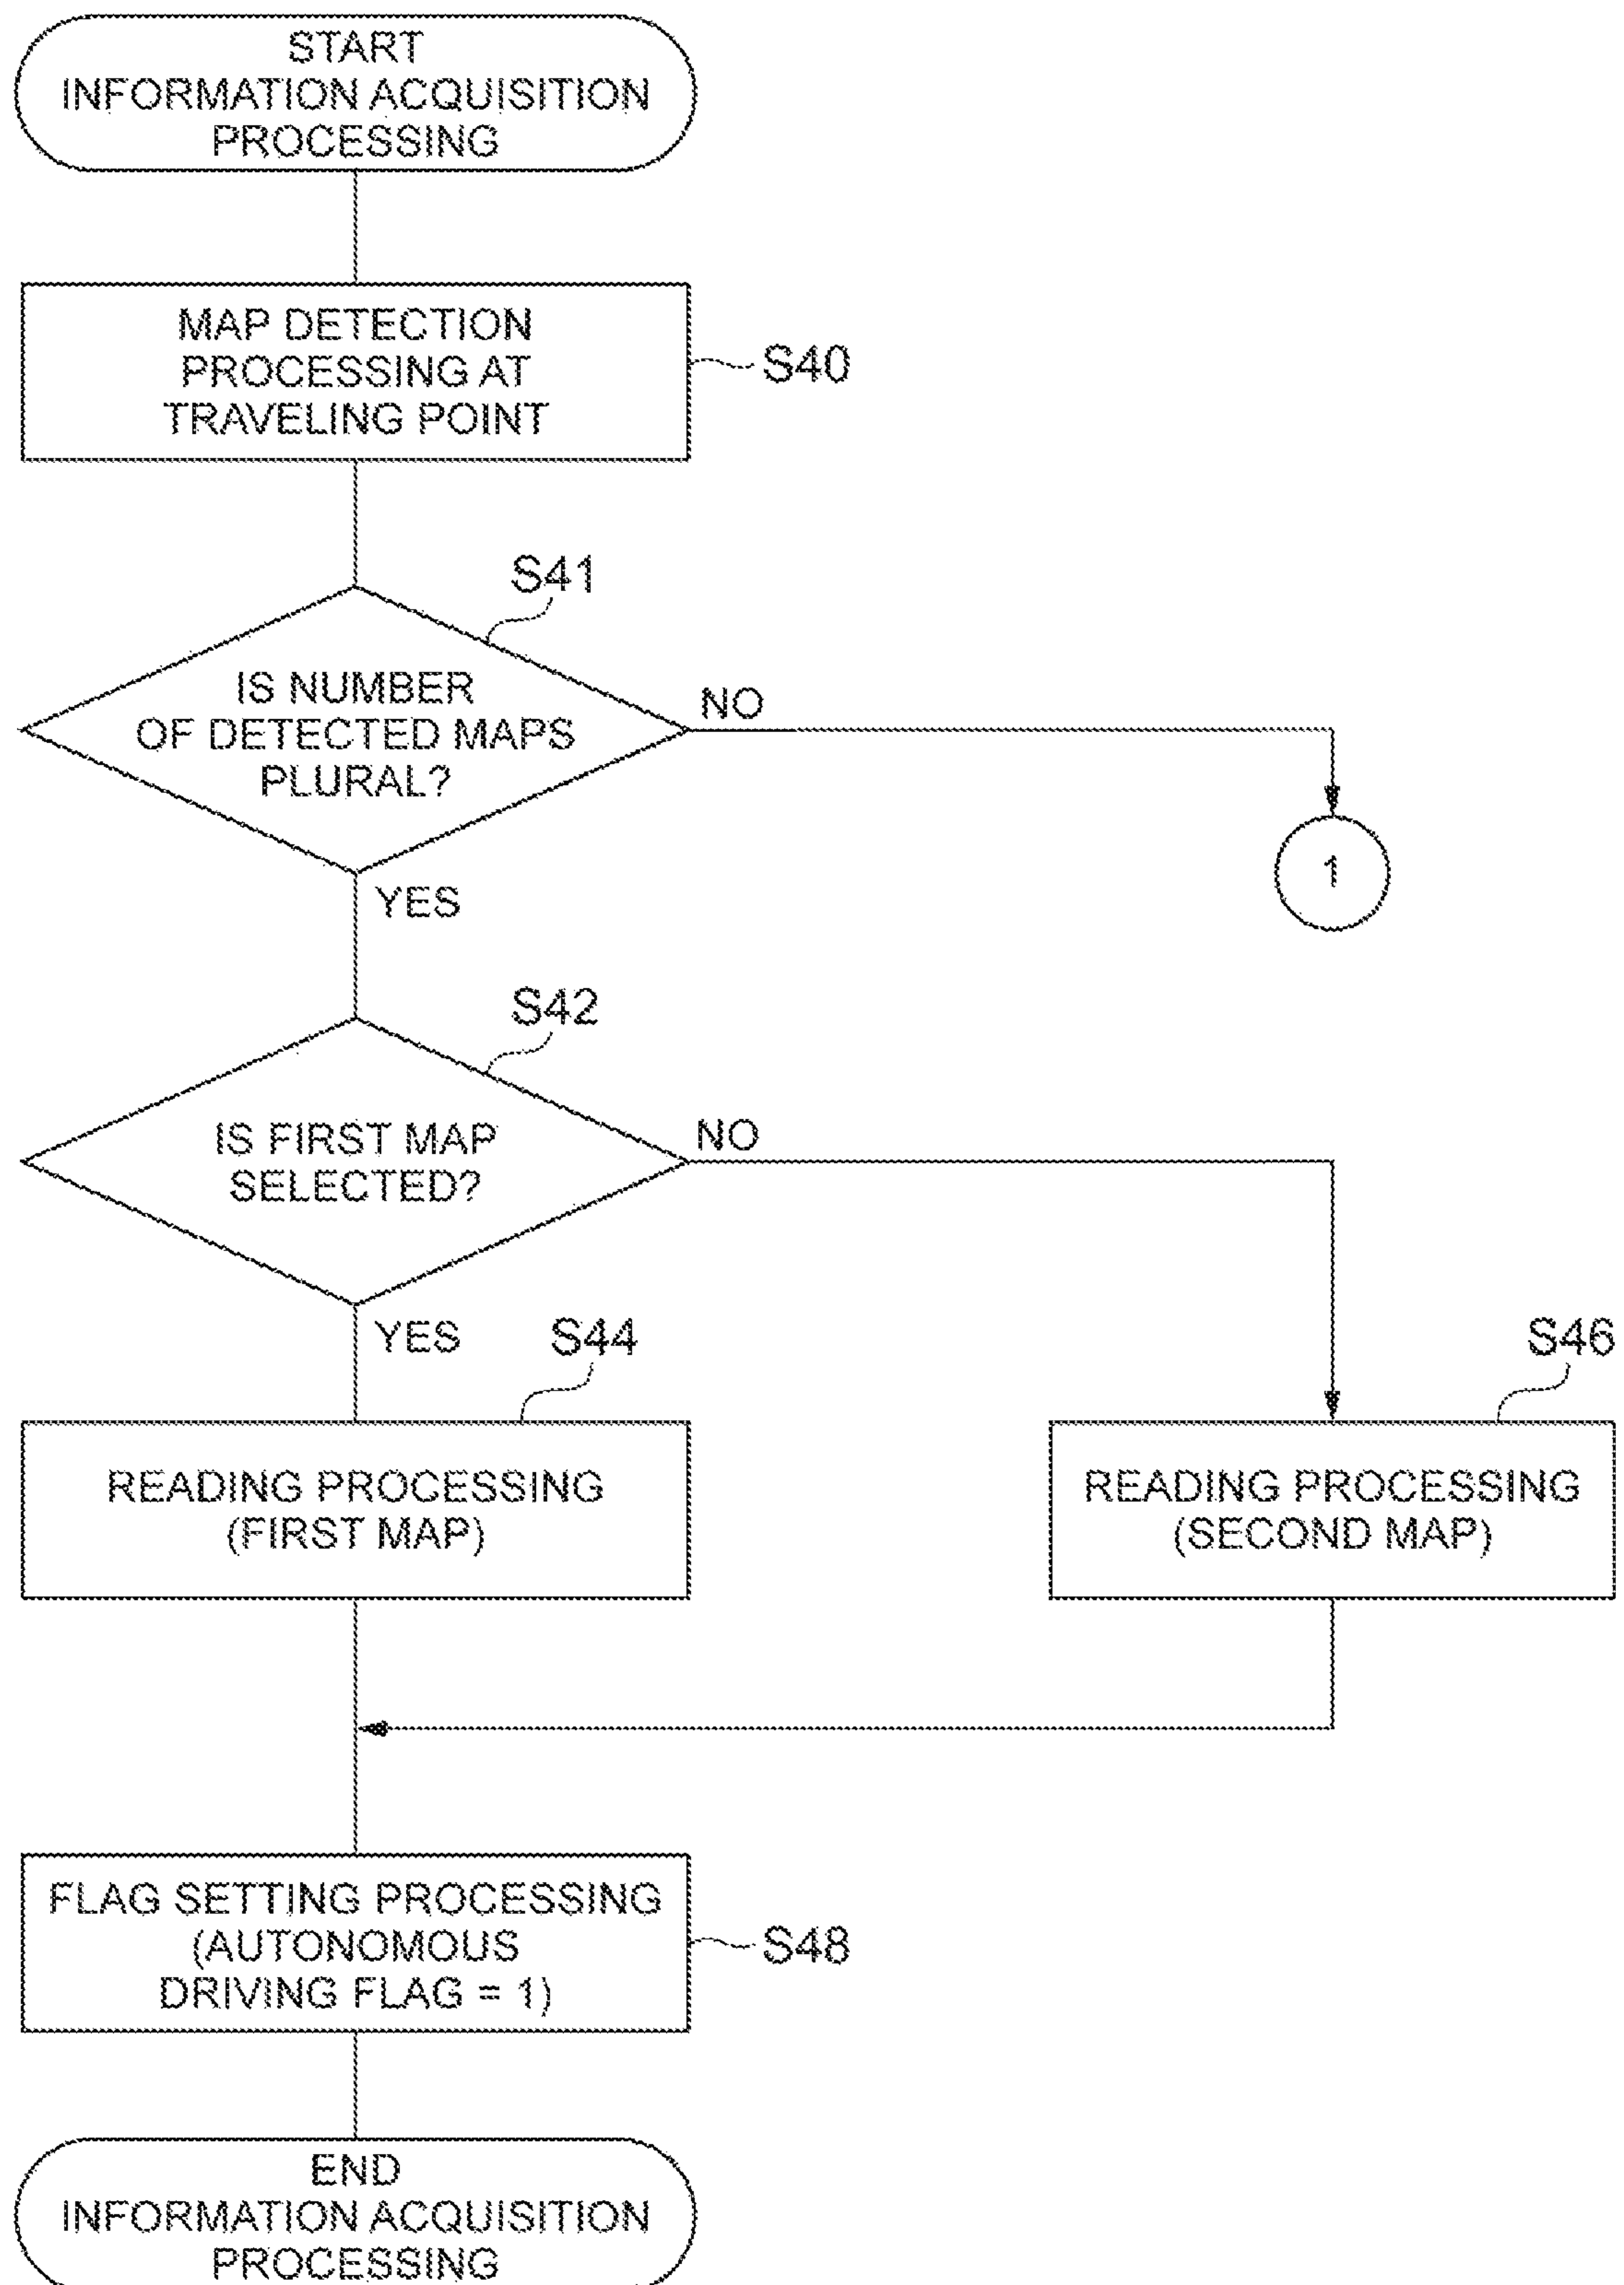 START
INFORMATION ACQUISITION
PROCESSING
MAP DETECTION
PROCESSING AT
TRAVELING POINT
S40
S41
IS NUMBER
OF DETECTED MAPS
PLURAL?
NO
1
YES
S42
IS FIRST MAP
SELECTED?
NO
YES
S44
S46
READING PROCESSING
(FIRST MAP)
READING PROCESSING
(SECOND MAP)
FLAG SETTING PROCESSING
(AUTONOMOUS
DRIVING FLAG = 1)
S48
END
INFORMATION ACQUISITION
PROCESSING